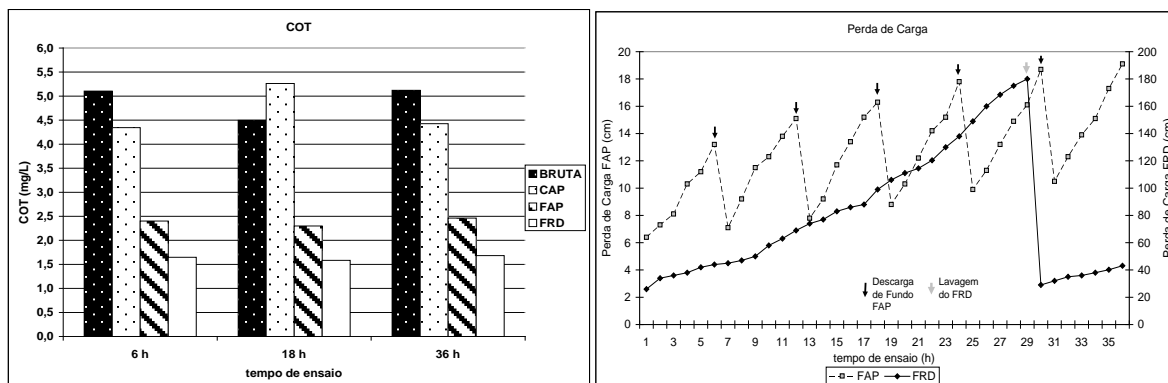 COT
6,0
5,5
5,0
4,5
4,0
3,5
3,0
2,5
2,0
1,5
1,0
0,5
0,0
COT (mg/L)
6 h 18 h 36 h
tempo de ensaio
BRUTA
CAP
FAP
FRD
Perda de Carga
20
18
16
14
12
10
8
6
4
2
0
Perda de Carga FAP (cm)
200
180
160
140
120
100
80
60
40
20
0
Perda de Carga FRD (cm)
Descarga
de Fundo
FAP
Lavagem
do FRD
1 3 5 7 9 11 13 15 17 19 21 23 25 27 29 31 33 35
tempo de ensaio (h)
FAP FRD